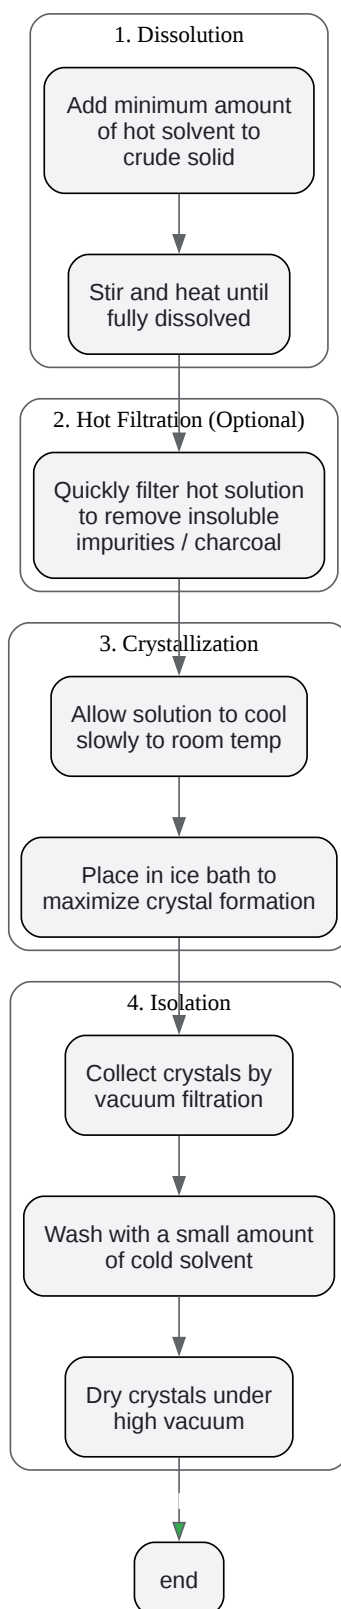 1. Dissolution
Add minimum amount
of hot solvent to
crude solid
Stir and heat until
fully dissolved
2. Hot Filtration (Optional)
Quickly filter hot solution
to remove insoluble
impurities / charcoal
3. Crystallization
Allow solution to cool
slowly to room temp
Place in ice bath to
maximize crystal formation
4. Isolation
Collect crystals by
vacuum filtration
Wash with a small amount
of cold solvent
Dry crystals under
high vacuum
end